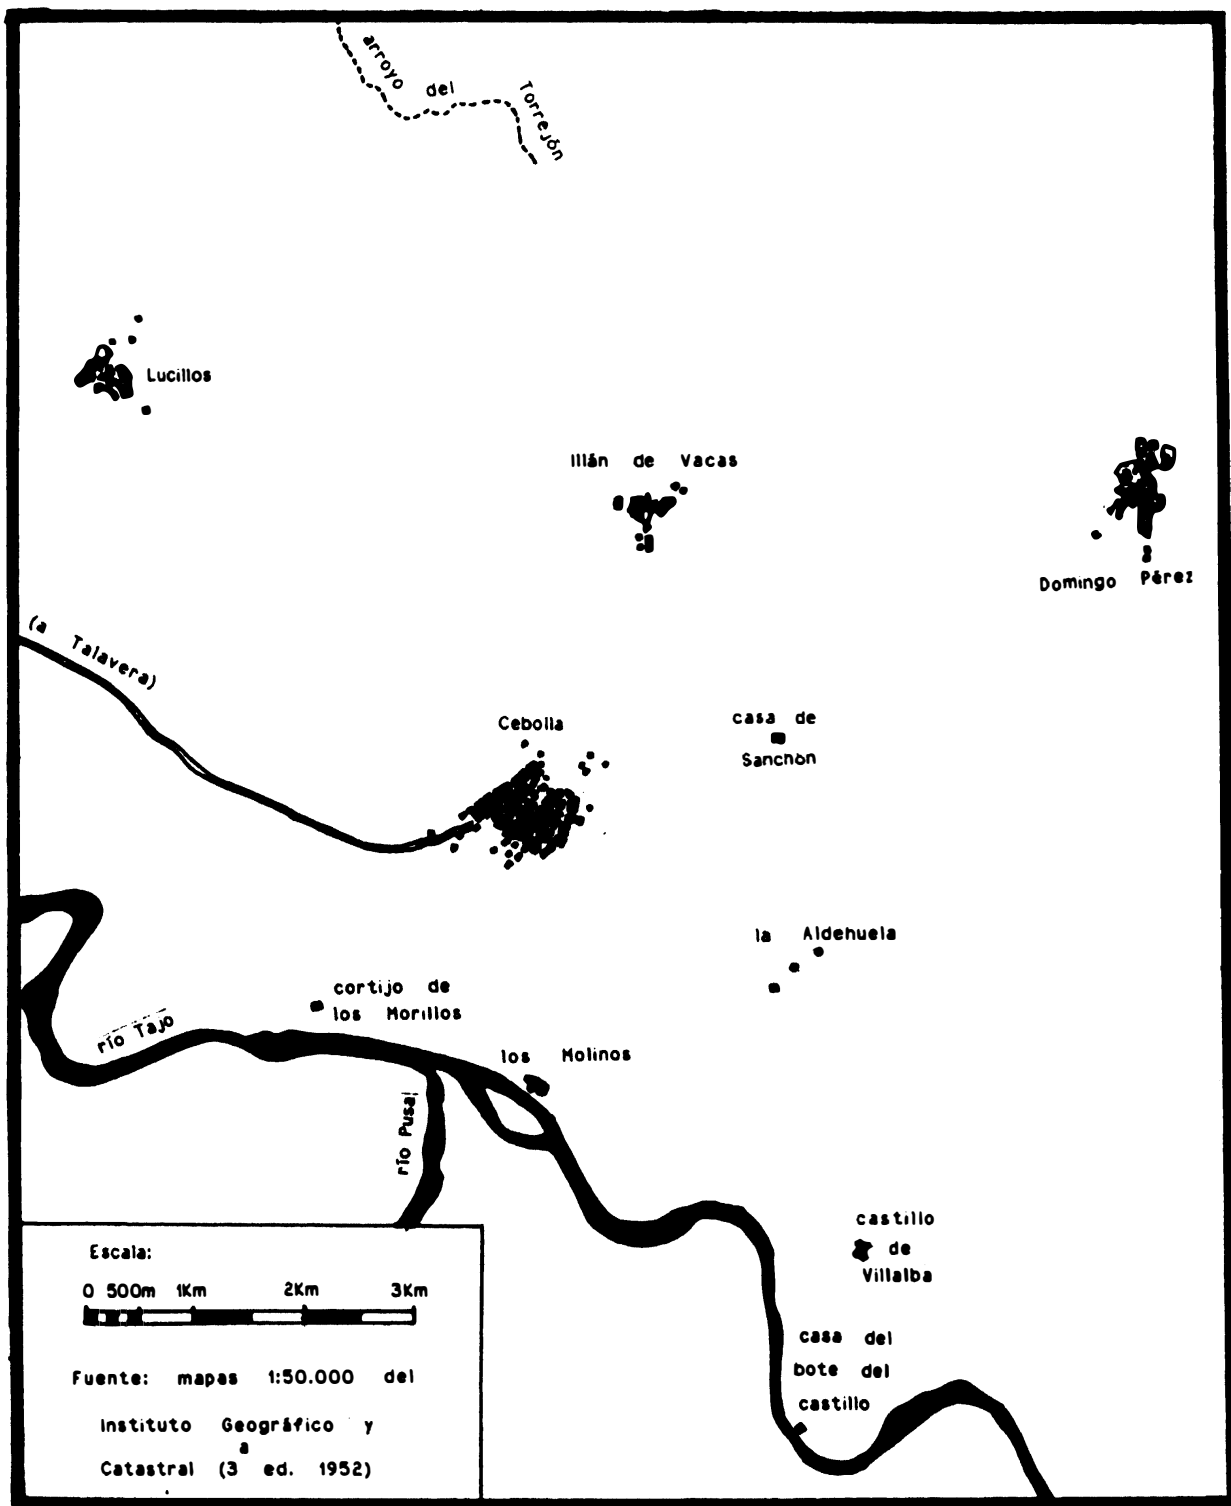 arroyo del Torrejón
Lucillos
Illán de Vacas
Domingo Pérez
(a Talavera)
Cebolla
casa de
Sanchón
la Aldehuela
cortijo de
los Morillos
río Tajo
los Molinos
río Pusa
castillo
de
Villalba
casa del
bote del
castillo
Escala:
0 500m 1Km 2Km 3Km
Fuente: mapas 1:50.000 del
Instituto Geográfico y
Catastral (3ª ed. 1952)